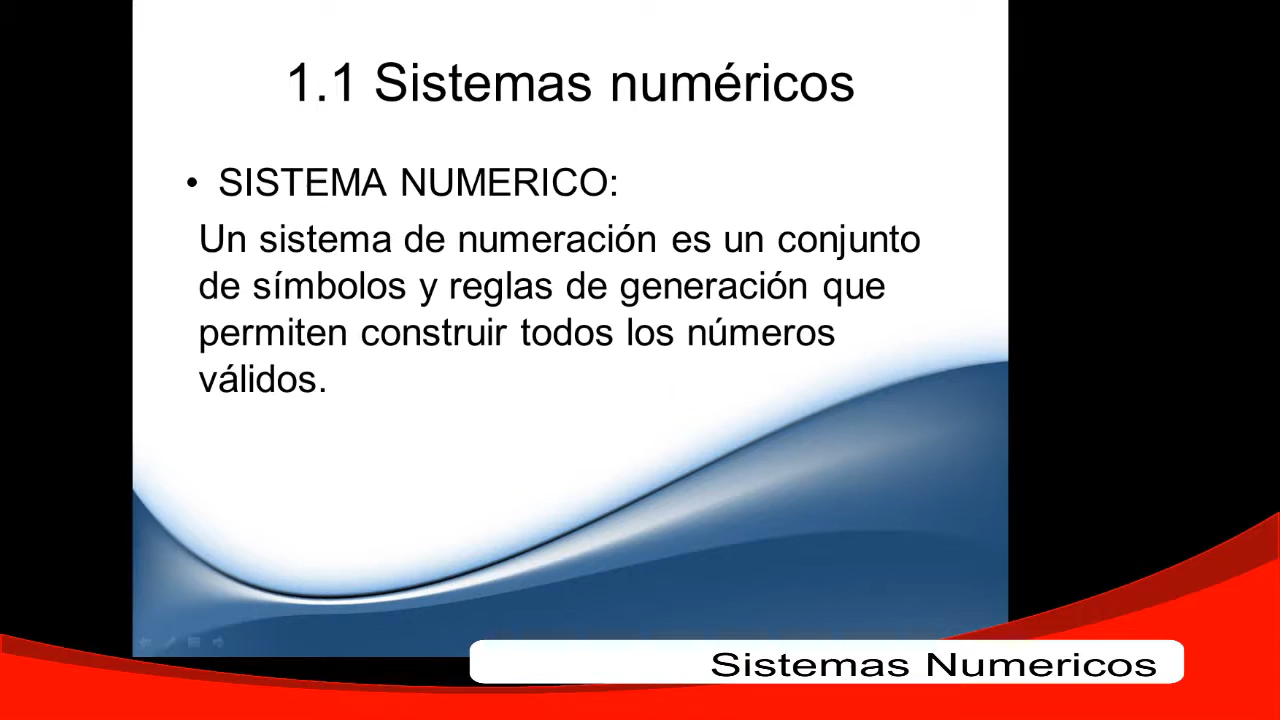 1.1 Sistemas numéricos
• SISTEMA NUMERICO:
Un sistema de numeración es un conjunto
de símbolos y reglas de generación que
permiten construir todos los números
válidos.
Sistemas Numericos